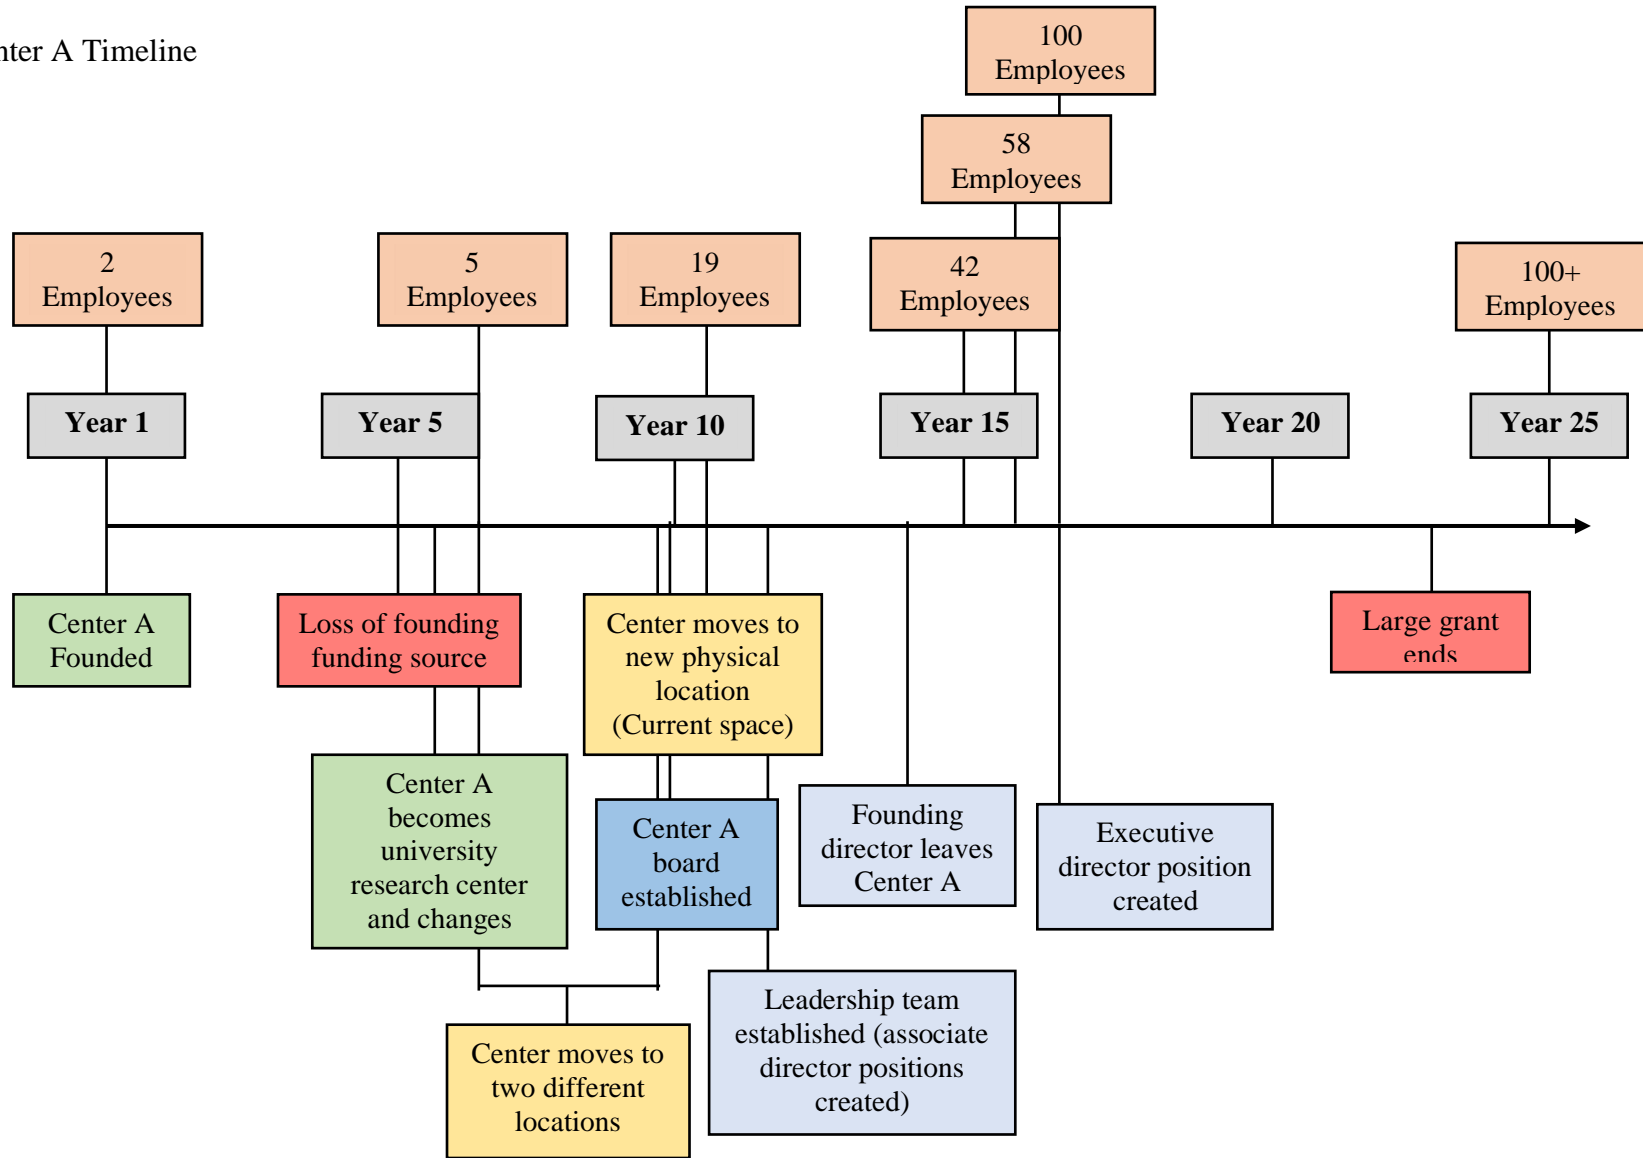 nter A Timeline
100
Employees
58
Employees
2
Employees
5
Employees
19
Employees
42
Employees
100+
Employees
Year 1
Year 5
Year 10
Year 15
Year 20
Year 25
Center A
Founded
Loss of founding
funding source
Center moves to
new physical
location
(Current space)
Large grant
ends
Center A
becomes
university
research center
and changes
Center A
board
established
Founding
director leaves
Center A
Executive
director position
created
Leadership team
established (associate
director positions
created)
Center moves to
two different
locations